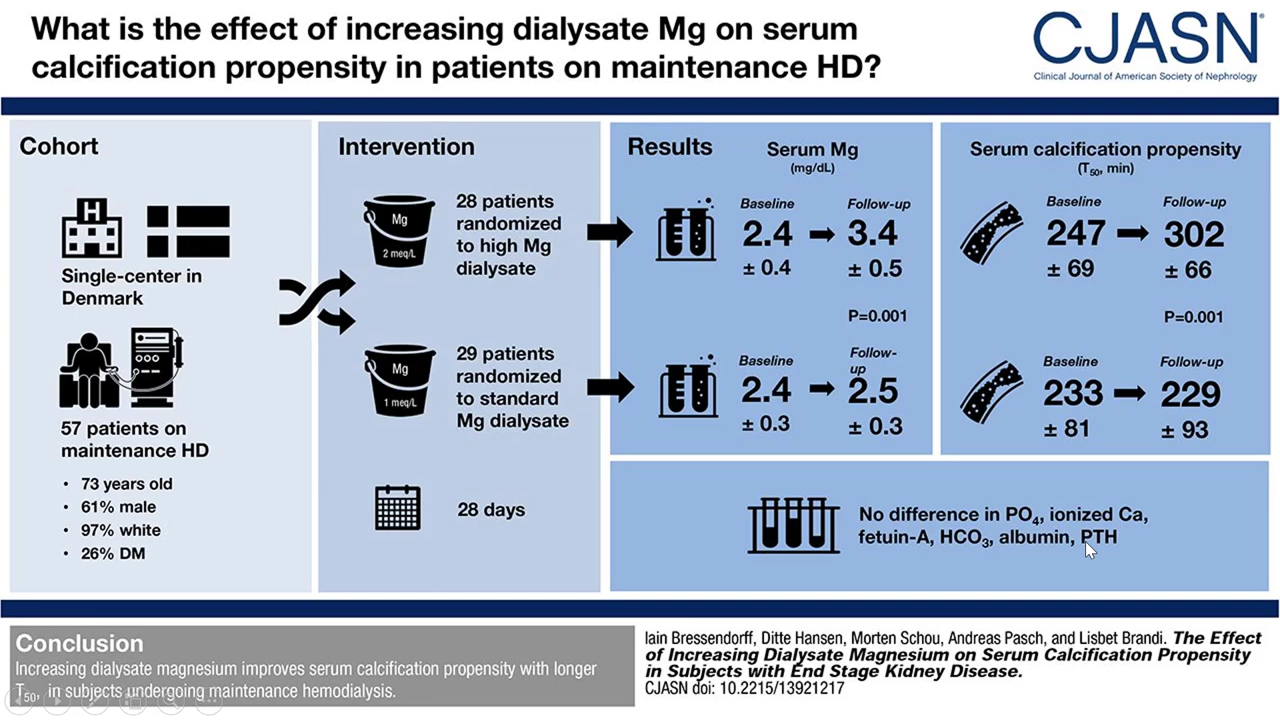 What is the effect of increasing dialysate Mg on serum
calcification propensity in patients on maintenance HD?
CJASN
Clinical Journal of American Society of Nephrology
Cohort
H
Single-center in
Denmark
57 patients on
maintenance HD
• 73 years old
• 61% male
• 97% white
• 26% DM
Intervention
Mg
2 meq/L
28 patients
randomized
to high Mg
dialysate
Mg
1 meq/L
29 patients
randomized
to standard
Mg dialysate
28 days
Results
Serum Mg
(mg/dL)
Baseline
Follow-up
2.4
3.4
± 0.4
± 0.5
P=0.001
Baseline
Follow-
up
2.4
2.5
± 0.3
± 0.3
Serum calcification propensity
(T50, min)
Baseline
Follow-up
247
302
± 69
± 66
P=0.001
Baseline
Follow-up
233
229
± 81
± 93
No difference in PO4, ionized Ca,
fetuin-A, HCO3, albumin, PTH
Conclusion
Increasing dialysate magnesium improves serum calcification propensity with longer
T50, in subjects undergoing maintenance hemodialysis.
Iain Bressendorff, Ditte Hansen, Morten Schou, Andreas Pasch, and Lisbet Brandi. The Effect
of Increasing Dialysate Magnesium on Serum Calcification Propensity
in Subjects with End Stage Kidney Disease.
CJASN doi: 10.2215/13921217